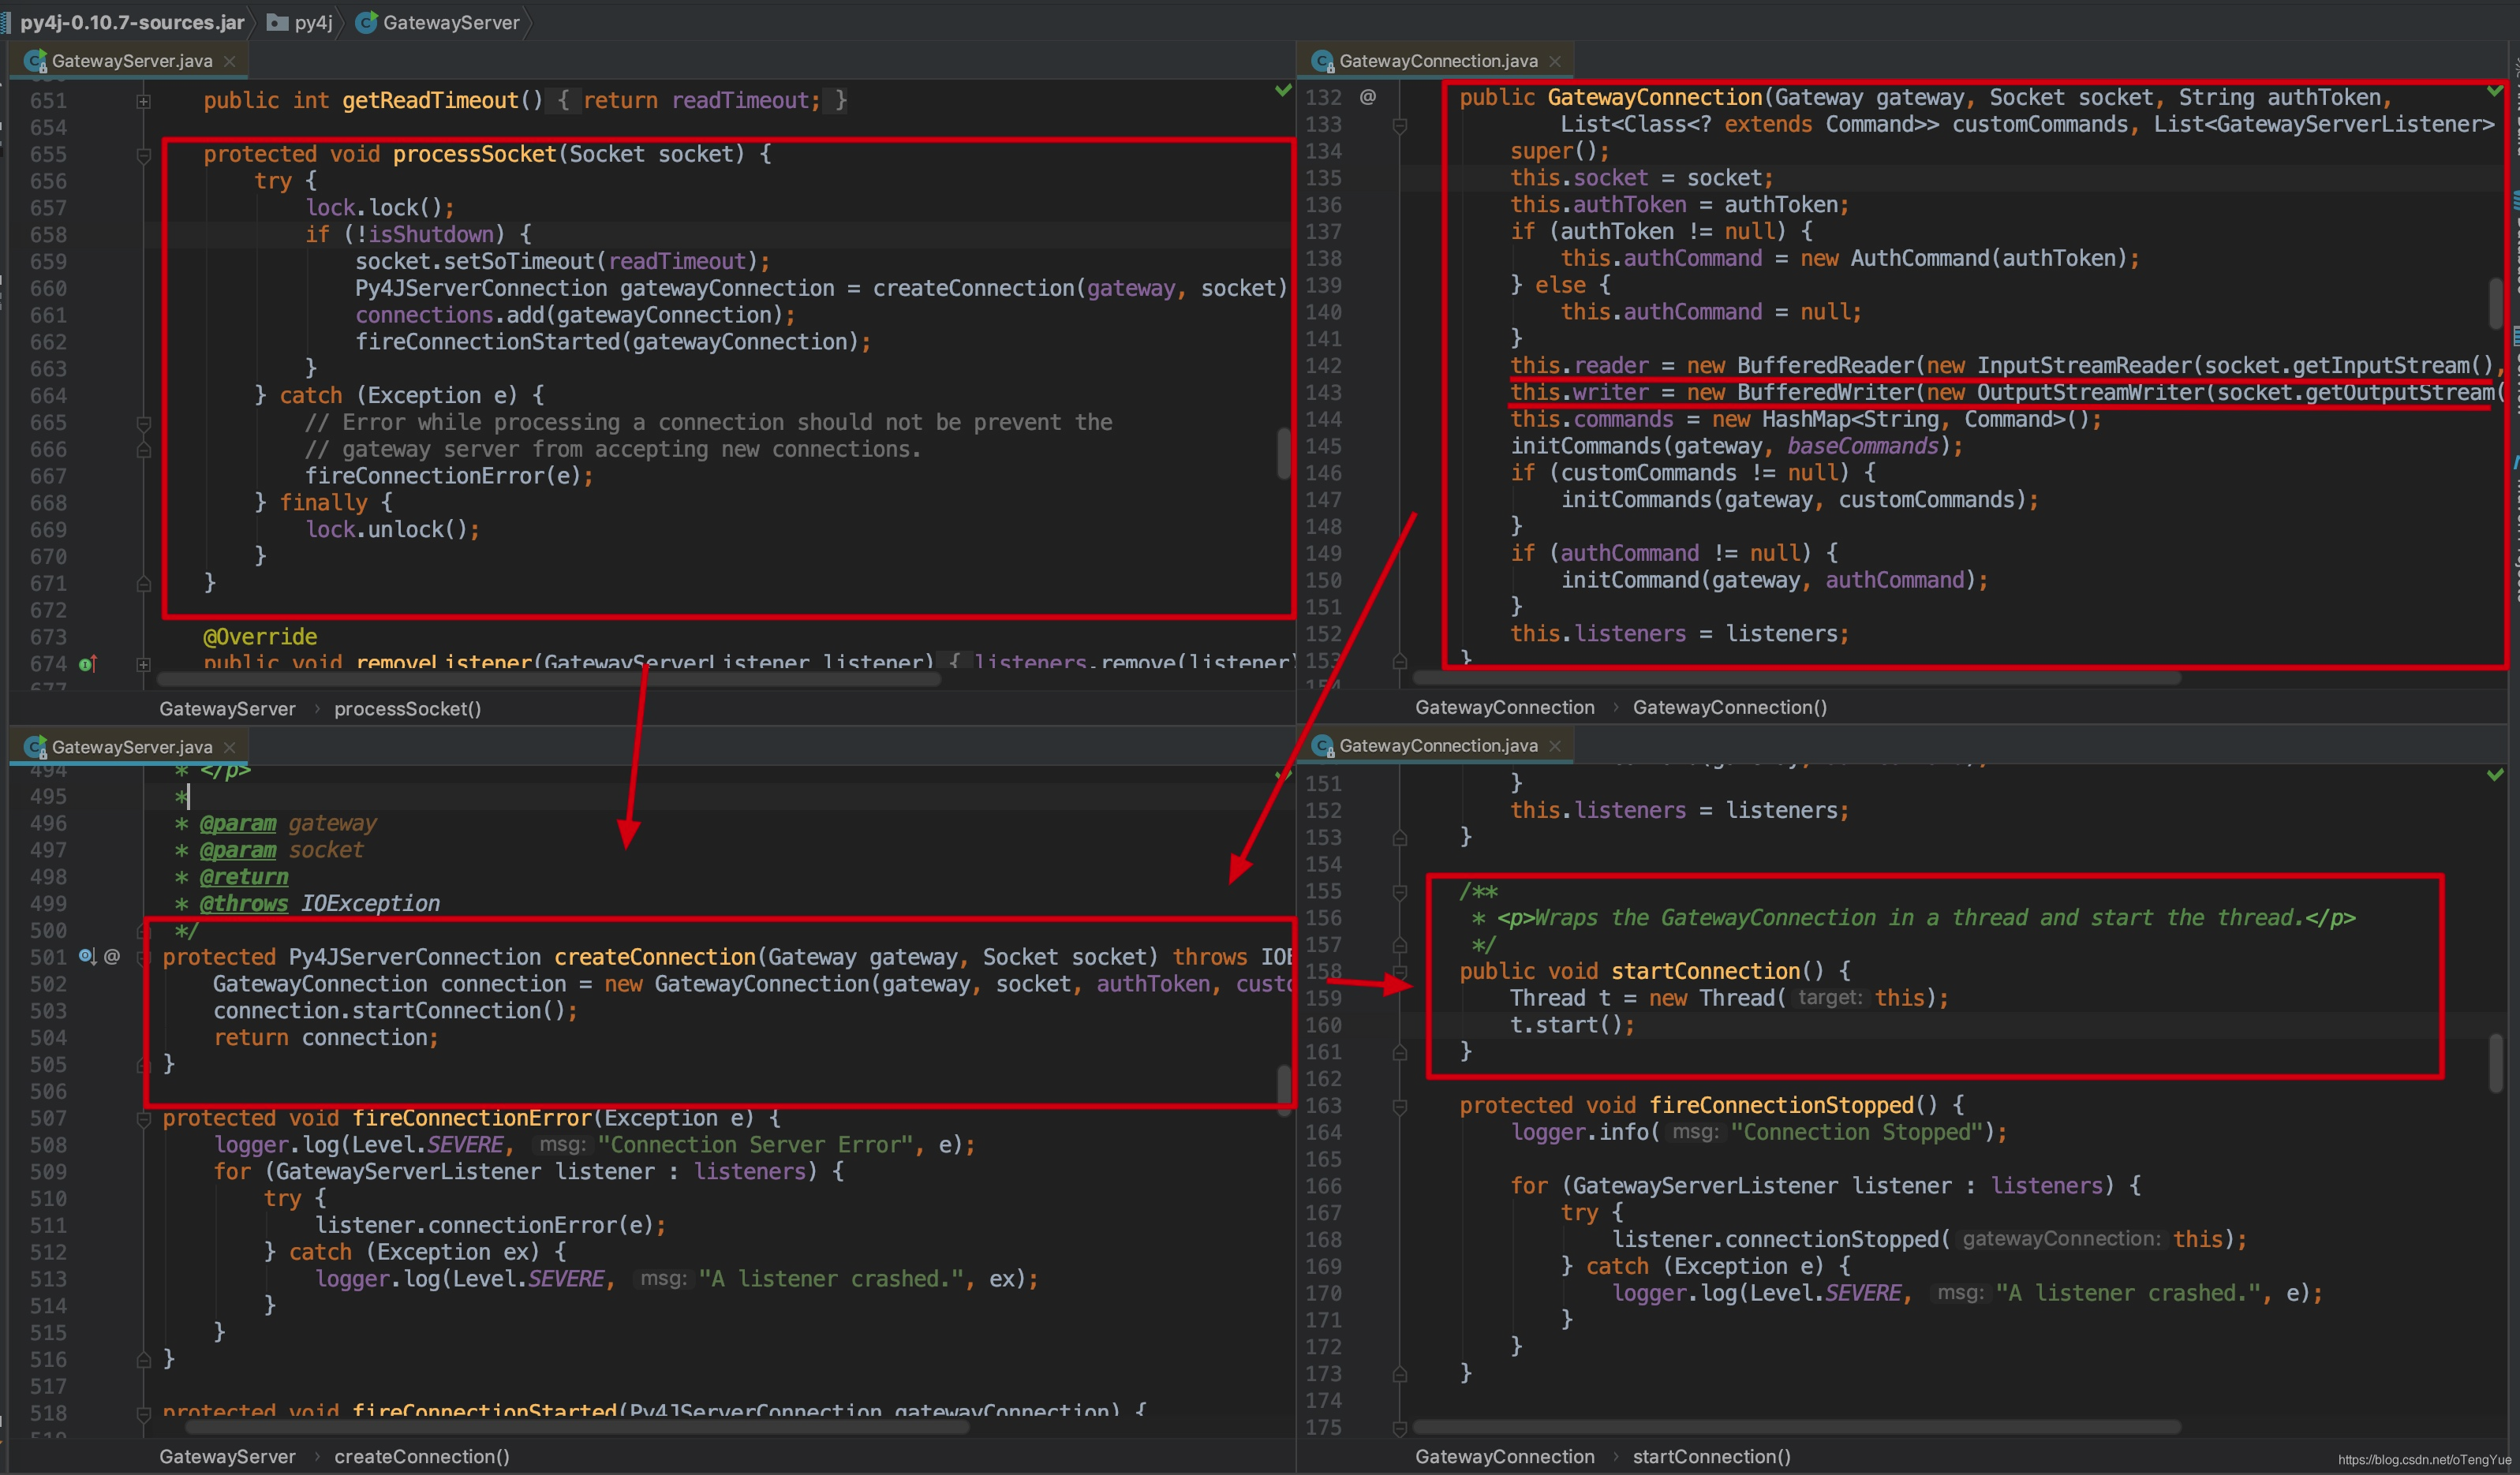 py4j-0.10.7-sources.jar py4j GatewayServer
GatewayServer.java
651 public int getReadTimeout() { return readTimeout; }
654
655 protected void processSocket(Socket socket) {
656 try {
657 lock.lock();
658 if (!isShutdown) {
659 socket.setSoTimeout(readTimeout);
660 Py4JServerConnection gatewayConnection = createConnection(gateway, socket)
661 connections.add(gatewayConnection);
662 fireConnectionStarted(gatewayConnection);
663 }
664 } catch (Exception e) {
665 // Error while processing a connection should not be prevent the
666 // gateway server from accepting new connections.
667 fireConnectionError(e);
668 } finally {
669 lock.unlock();
670 }
671 }
672
673 @Override
674 public void removeListener(GatewayServerListener listener) { listeners.remove(listener)
677
GatewayServer › processSocket()
GatewayConnection.java
132 @ public GatewayConnection(Gateway gateway, Socket socket, String authToken,
133 List<Class<? extends Command>> customCommands, List<GatewayServerListener>
134 super();
135 this.socket = socket;
136 this.authToken = authToken;
137 if (authToken != null) {
138 this.authCommand = new AuthCommand(authToken);
139 } else {
140 this.authCommand = null;
141 }
142 this.reader = new BufferedReader(new InputStreamReader(socket.getInputStream(),
143 this.writer = new BufferedWriter(new OutputStreamWriter(socket.getOutputStream(
144 this.commands = new HashMap<String, Command>();
145 initCommands(gateway, baseCommands);
146 if (customCommands != null) {
147 initCommands(gateway, customCommands);
148 }
149 if (authCommand != null) {
150 initCommand(gateway, authCommand);
151 }
152 this.listeners = listeners;
153 }
154
GatewayConnection › GatewayConnection()
GatewayServer.java
494 * </p>
495 *
496 * @param gateway
497 * @param socket
498 * @return
499 * @throws IOException
500 */
501 @ protected Py4JServerConnection createConnection(Gateway gateway, Socket socket) throws IOE
502 GatewayConnection connection = new GatewayConnection(gateway, socket, authToken, custo
503 connection.startConnection();
504 return connection;
505 }
506
507 protected void fireConnectionError(Exception e) {
508 logger.log(Level.SEVERE, msg: "Connection Server Error", e);
509 for (GatewayServerListener listener : listeners) {
510 try {
511 listener.connectionError(e);
512 } catch (Exception ex) {
513 logger.log(Level.SEVERE, msg: "A listener crashed.", ex);
514 }
515 }
516 }
517
518 protected void fireConnectionStarted(Py4JServerConnection gatewayConnection) {
519
GatewayServer › createConnection()
GatewayConnection.java
151 }
152 this.listeners = listeners;
153 }
154
155 /**
156 * <p>Wraps the GatewayConnection in a thread and start the thread.</p>
157 */
158 public void startConnection() {
159 Thread t = new Thread( target: this);
160 t.start();
161 }
162
163 protected void fireConnectionStopped() {
164 logger.info( msg: "Connection Stopped");
165
166 for (GatewayServerListener listener : listeners) {
167 try {
168 listener.connectionStopped( gatewayConnection: this);
169 } catch (Exception e) {
170 logger.log(Level.SEVERE, msg: "A listener crashed.", e);
171 }
172 }
173 }
174
175
GatewayConnection › startConnection()
https://blog.csdn.net/oTengYue